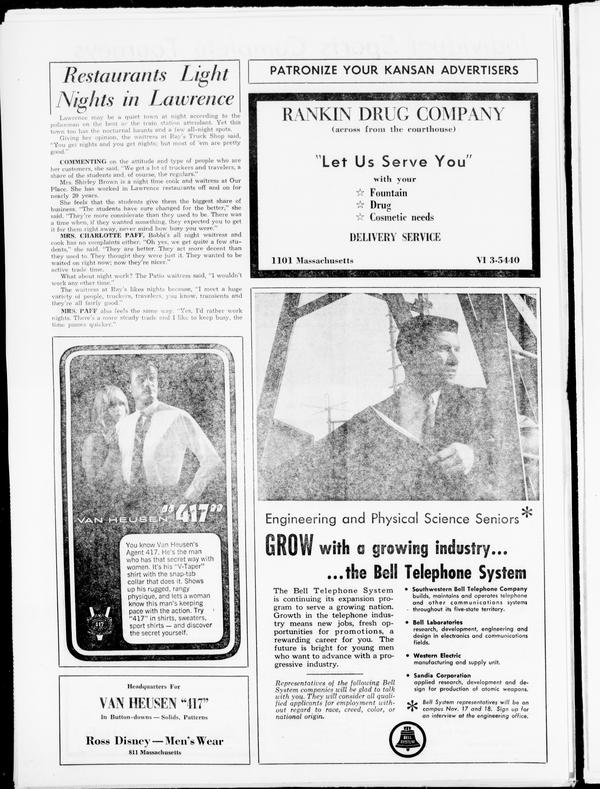 Restaurants Light
Nights in Lawrence
Lawrence may be a quiet town at night according to the
policeman on the beat or the train station attendant. Yet this
town too has the nocturnal haunts and a few all-night spots.
Giving her opinion, the waitress at Ray's Truck Shop said,
"You get nights and you get nights; but most of 'em are pretty
good."
COMMENTING on the attitude and type of people who are
her customers, she said, "We get a lot of truckers and travelers, a
share of the students and, of course, the regulars."
Mrs. Shirley Brown is a night time cook and waitress at Our
Place. She has worked in Lawrence restaurants off and on for
nearly 20 years.
She feels that the students give them the biggest share of
business. "The students have sure changed for the better," she
said. "They're more considerate than they used to be. There was
a time when, if they wanted something, they expected you to get
it for them right away, never mind how busy you were."
MRS. CHARLOTTE PAFF, Bobbi's all night waitress and
cook has no complaints either. "Oh yes, we get quite a few stu-
dents," she said. "They are better. They act more decent than
they used to. They thought they were just it. They wanted to be
waited on right now; now they're nicer."
active trade time.
What about night work? The Patio waitress said, "I wouldn't
work any other time."
The waitress at Ray's likes nights because, "I meet a huge
variety of people, truckers, travelers, you know, transients and
they're all fairly good."
MRS. PAFF also feels the same way. "Yes, I'd rather work
nights. There's a more steady trade and I like to keep busy, the
time passes quicker."
VAN HEUSEN "417"
You know Van Heusen's
Agent 417. He's the man
who has that secret way with
women. It's his "V-Taper"
shirt with the snap-tab
collar that does it. Shows
up his rugged, rangy
physique, and lets a woman
know this man's keeping
pace with the action. Try
"417" in shirts, sweaters,
sport shirts — and discover
the secret yourself.
417
Headquarters For
VAN HEUSEN "417"
In Button-downs — Solids, Patterns
Ross Disney—Men's Wear
811 Massachusetts
PATRONIZE YOUR KANSAN ADVERTISERS
RANKIN DRUG COMPANY
(across from the courthouse)
"Let Us Serve You"
with your
☆ Fountain
☆ Drug
☆ Cosmetic needs
DELIVERY SERVICE
1101 Massachusetts VI 3-5440
Engineering and Physical Science Seniors*
GROW with a growing industry...
...the Bell Telephone System
The Bell Telephone System
is continuing its expansion pro-
gram to serve a growing nation.
Growth in the telephone indus-
try means new jobs, fresh op-
portunities for promotions, a
rewarding career for you. The
future is bright for young men
who want to advance with a pro-
gressive industry.
Representatives of the following Bell
System companies will be glad to talk
with you. They will consider all quali-
fied applicants for employment with-
out regard to race, creed, color, or
national origin.
• Southwestern Bell Telephone Company
builds, maintains and operates telephone
and other communications systems
throughout its five-state territory.
• Bell Laboratories
research, development, engineering and
design in electronics and communications
fields.
• Western Electric
manufacturing and supply unit.
• Sandia Corporation
applied research, development and de-
sign for production of atomic weapons.
* Bell System representatives will be on
campus Nov. 17 and 18. Sign up for
an interview at the engineering office.
BELL SYSTEM